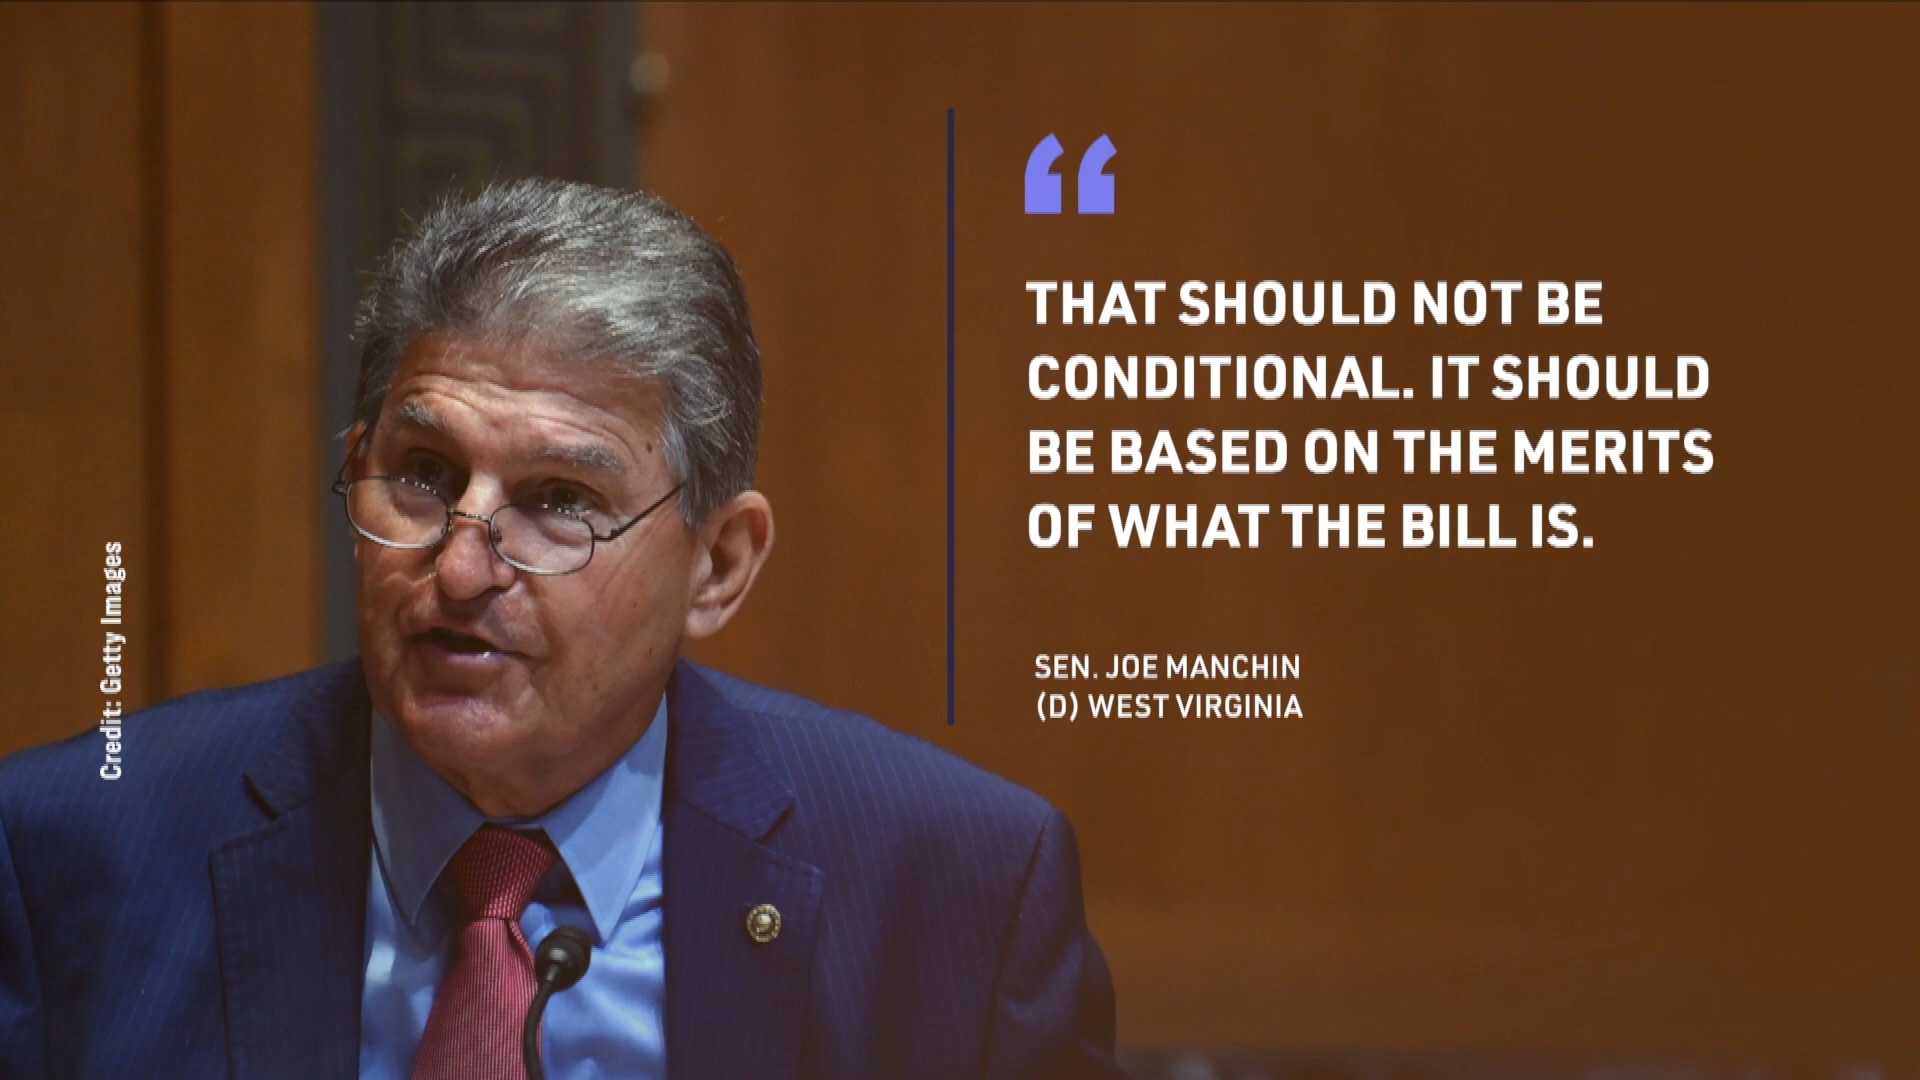 “
THAT SHOULD NOT BE
CONDITIONAL. IT SHOULD
BE BASED ON THE MERITS
OF WHAT THE BILL IS.
SEN. JOE MANCHIN
(D) WEST VIRGINIA
Credit: Getty Images